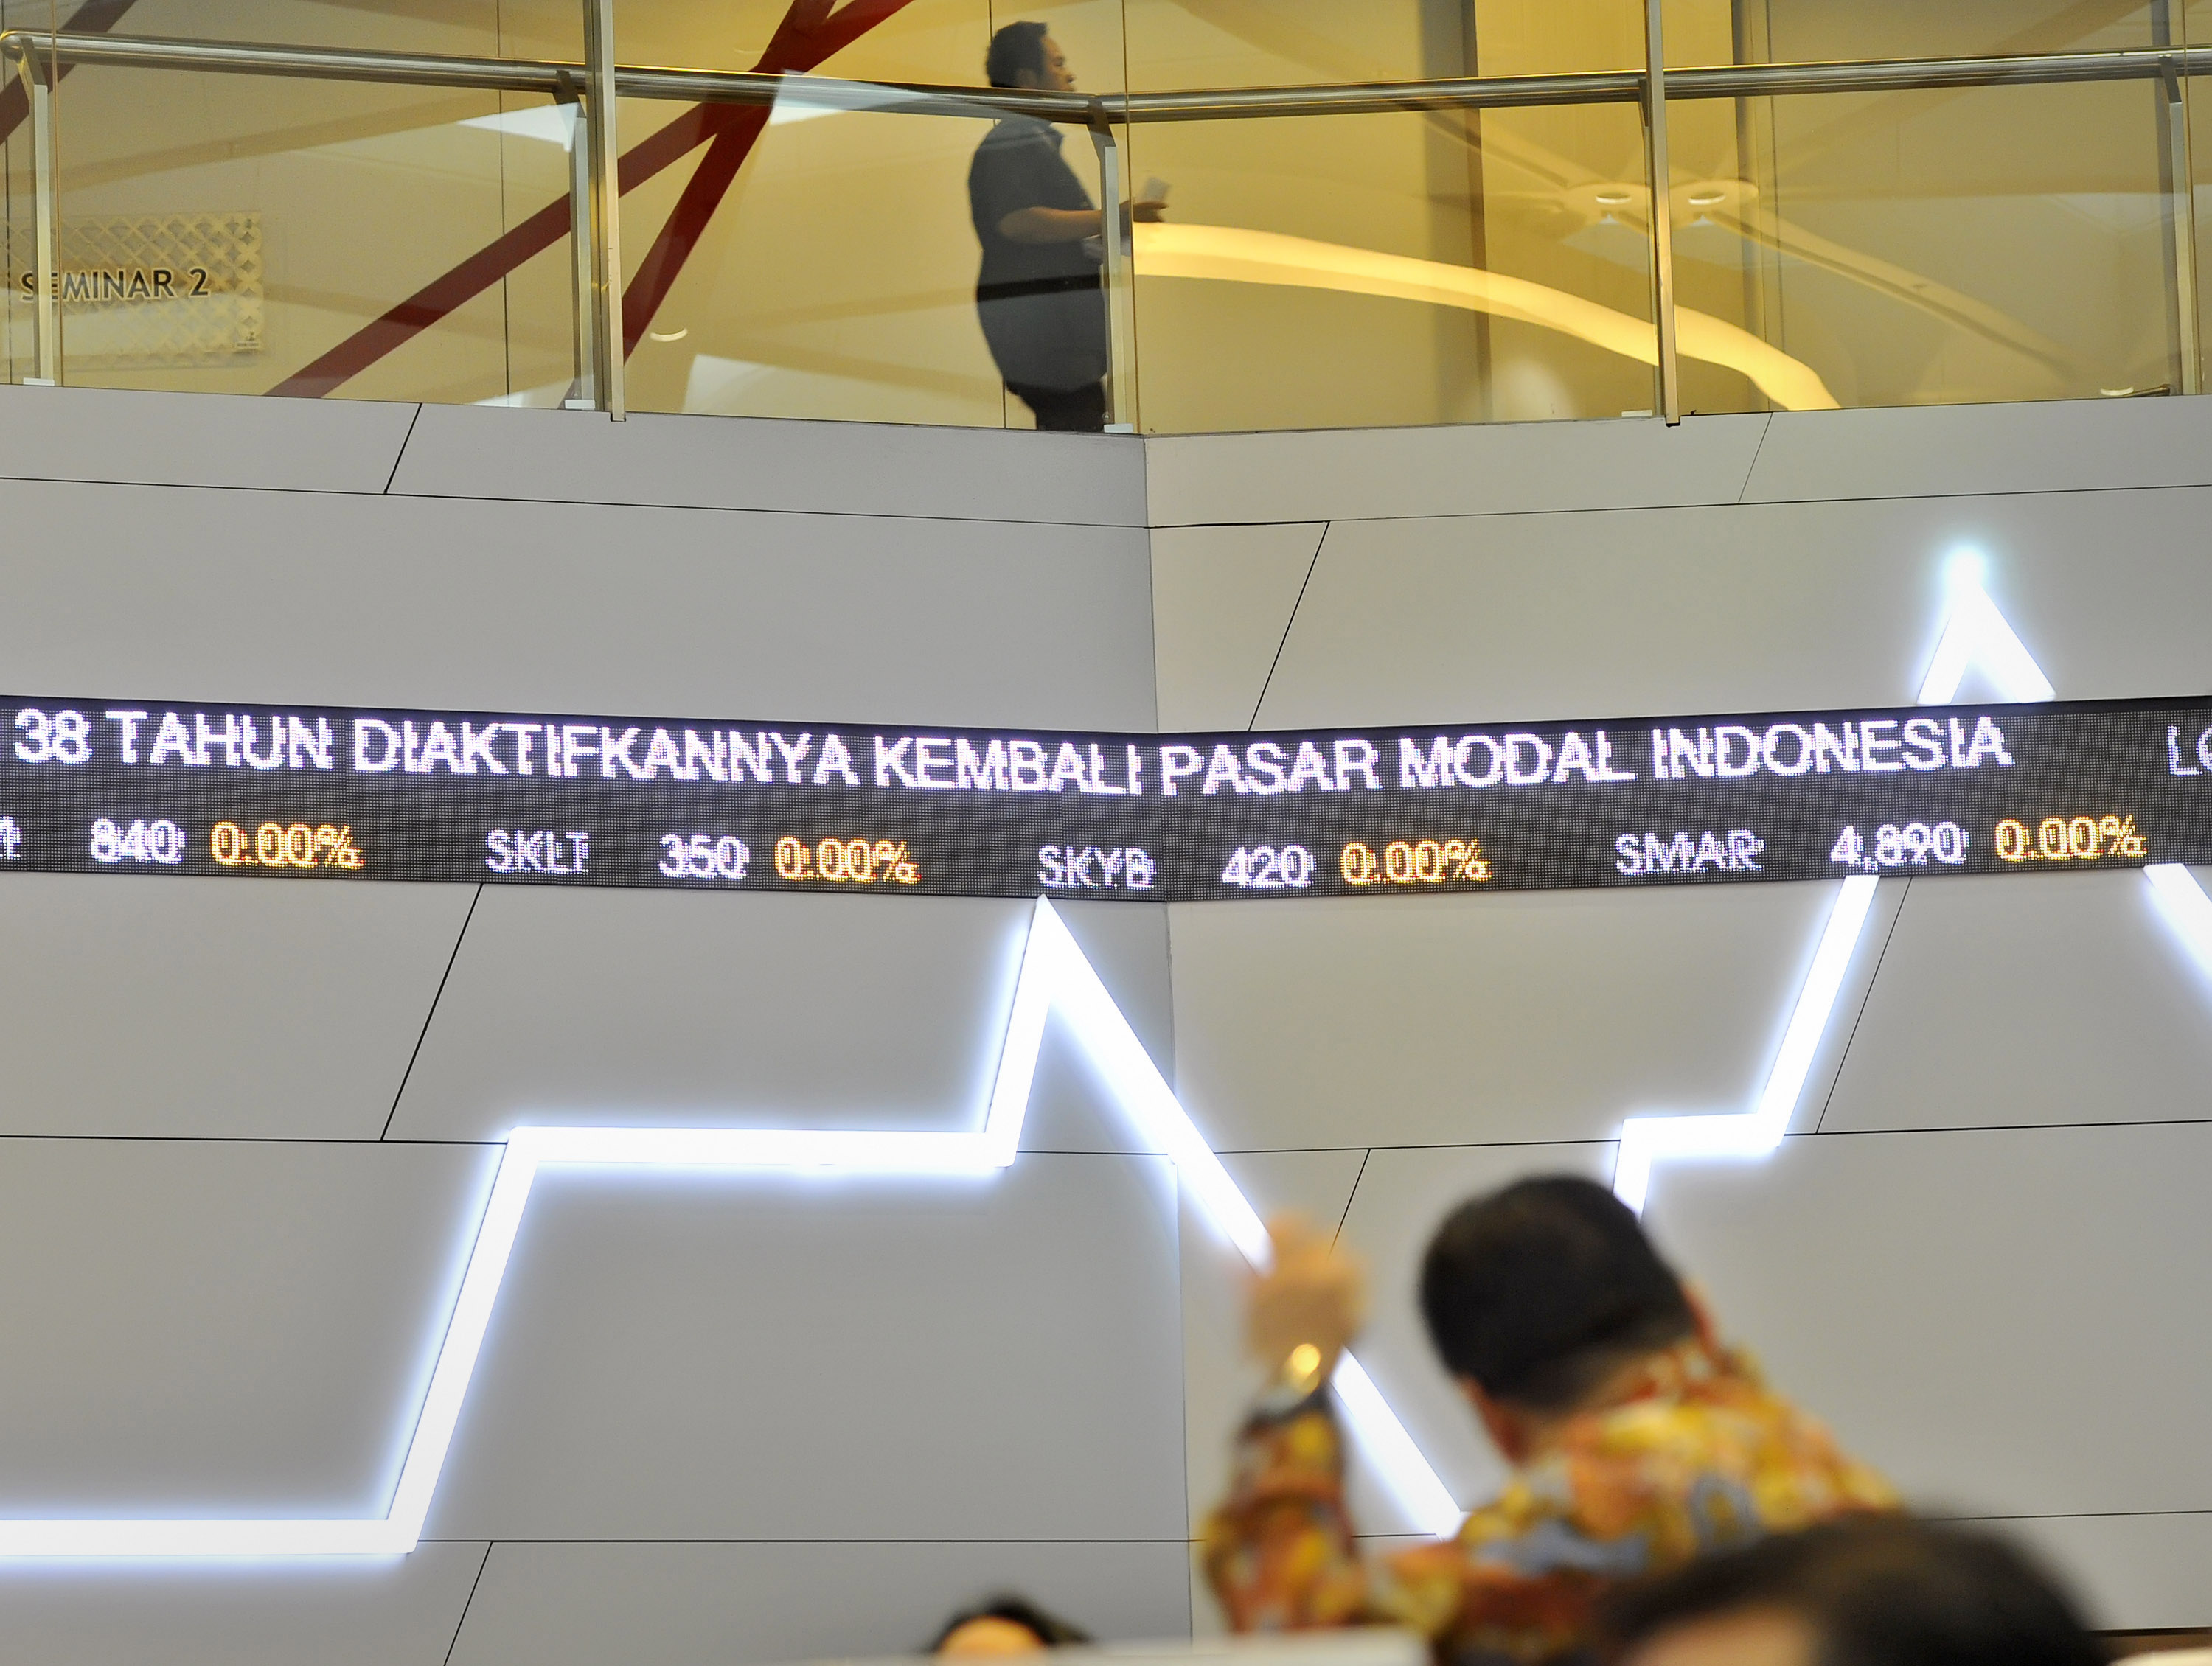 SEMINAR 2
38 TAHUN DIAKTIFKANNYA KEMBALI PASAR MODAL INDONESIA
840 0.00% SKLT 350 0.00% SKYB 420 0.00% SMAR 4,890 0.00%